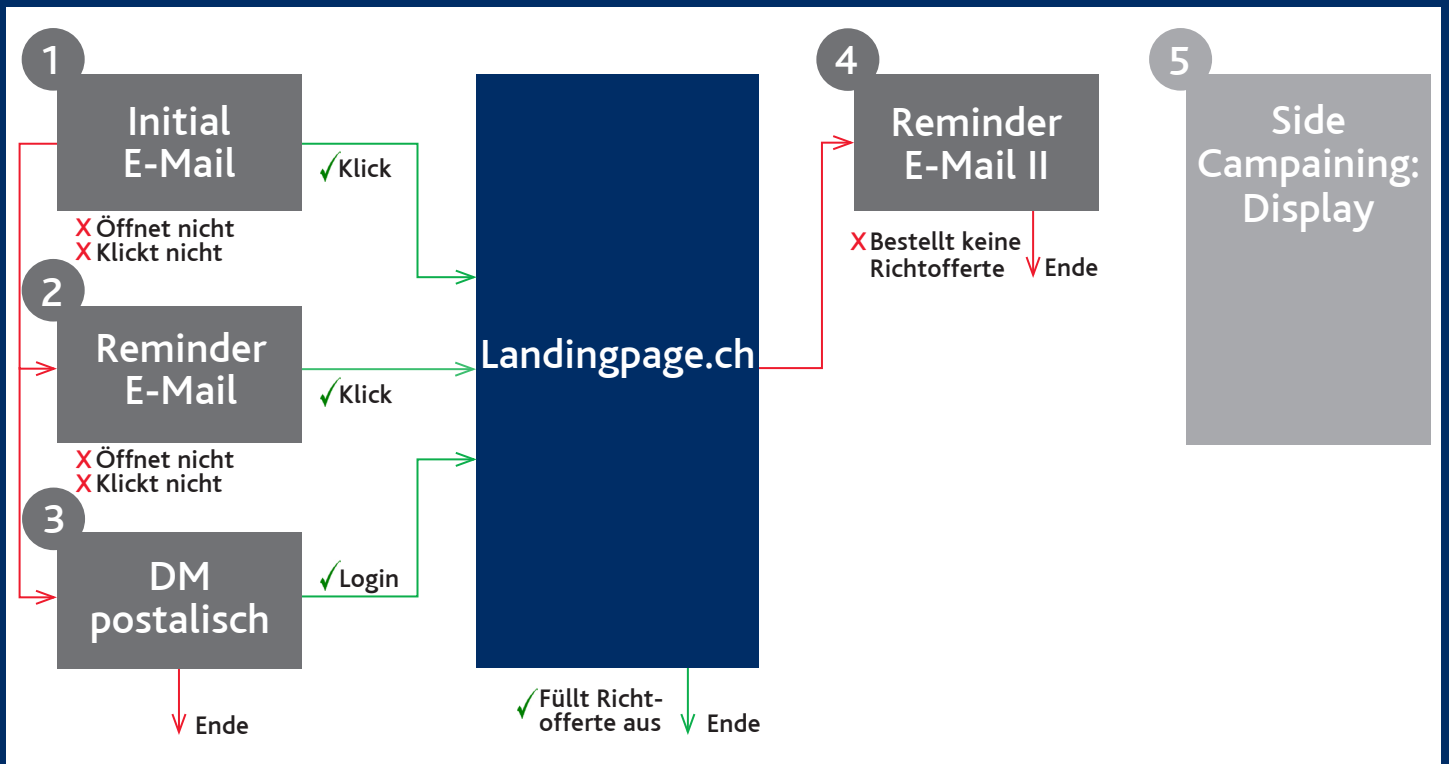 1
Initial
E-Mail
Klick
X Öffnet nicht
X Klickt nicht
2
Reminder
E-Mail
Klick
X Öffnet nicht
X Klickt nicht
3
DM
postalisch
Login
Ende
Landingpage.ch
Füllt Richt-
offerte aus
Ende
4
Reminder
E-Mail II
X Bestellt keine
Richtofferte
Ende
5
Side
Campaining:
Display